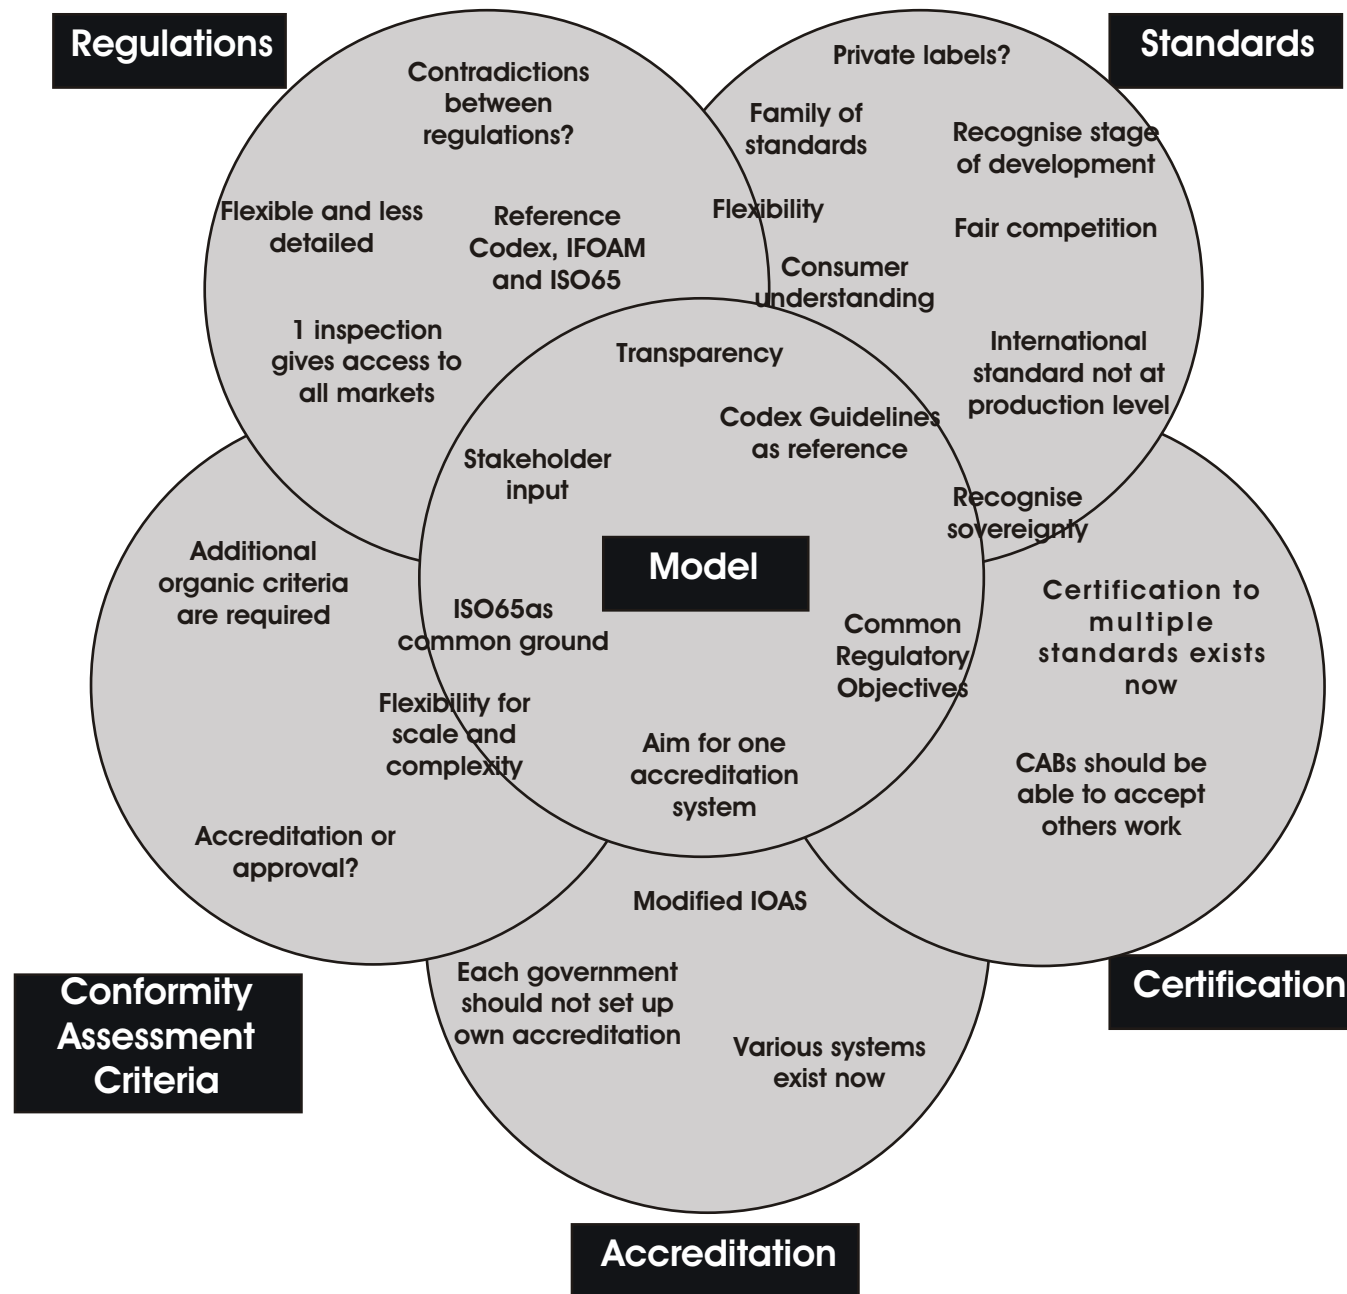 Regulations
Contradictions
between
regulations?
Flexible and less
detailed
Reference
Codex, IFOAM
and ISO65
1 inspection
gives access to
all markets
Standards
Private labels?
Family of
standards
Recognise stage
of development
Flexibility
Fair competition
Consumer
understanding
International
standard not at
production level
Transparency
Codex Guidelines
as reference
Stakeholder
input
Recognise
sovereignty
Model
ISO65as
common ground
Common
Regulatory
Objectives
Flexibility for
scale and
complexity
Aim for one
accreditation
system
Additional
organic criteria
are required
Accreditation or
approval?
Conformity
Assessment
Criteria
Certification to
multiple
standards exists
now
CABs should be
able to accept
others work
Certification
Modified IOAS
Each government
should not set up
own accreditation
Various systems
exist now
Accreditation